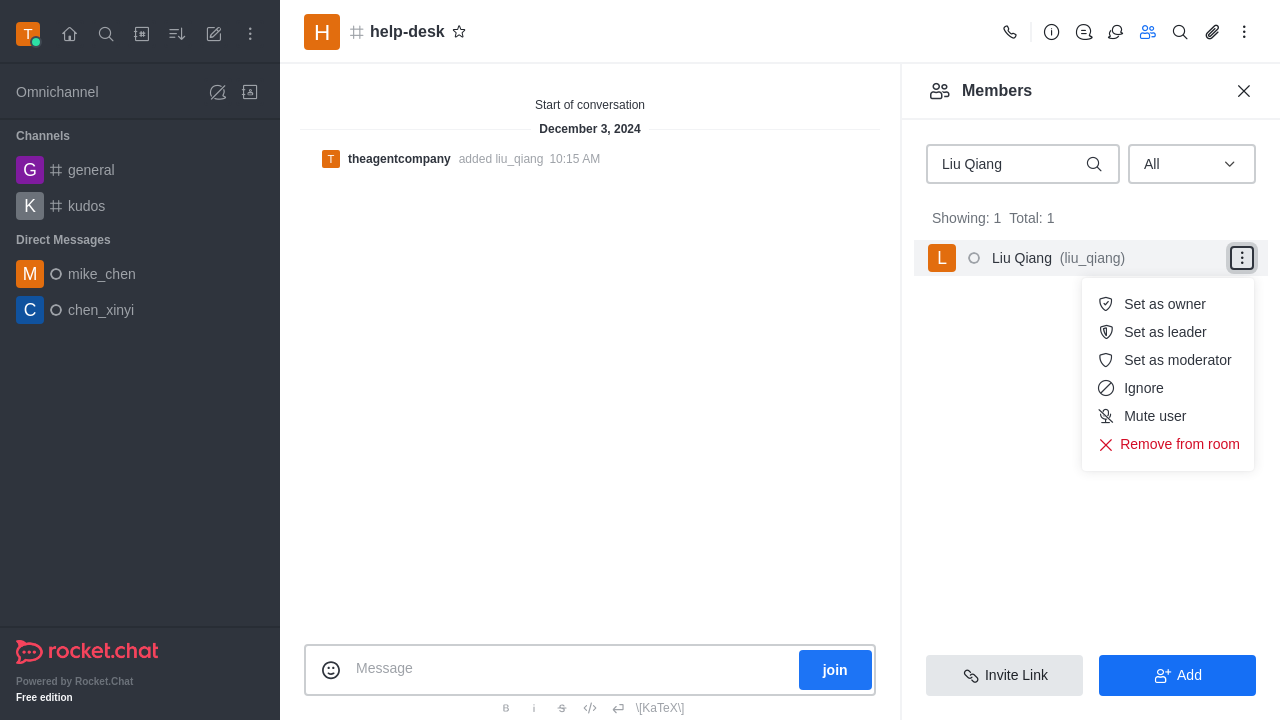 T
Omnichannel
Channels
G general
K kudos
Direct Messages
M mike_chen
C chen_xinyi
rocket.chat
Powered by Rocket.Chat
Free edition
H help-desk
Start of conversation
December 3, 2024
T theagentcompany added liu_qiang 10:15 AM
Message
join
B i S \[KaTeX\]
Members
Liu Qiang
All
Showing: 1 Total: 1
L Liu Qiang (liu_qiang)
Set as owner
Set as leader
Set as moderator
Ignore
Mute user
Remove from room
Invite Link
Add